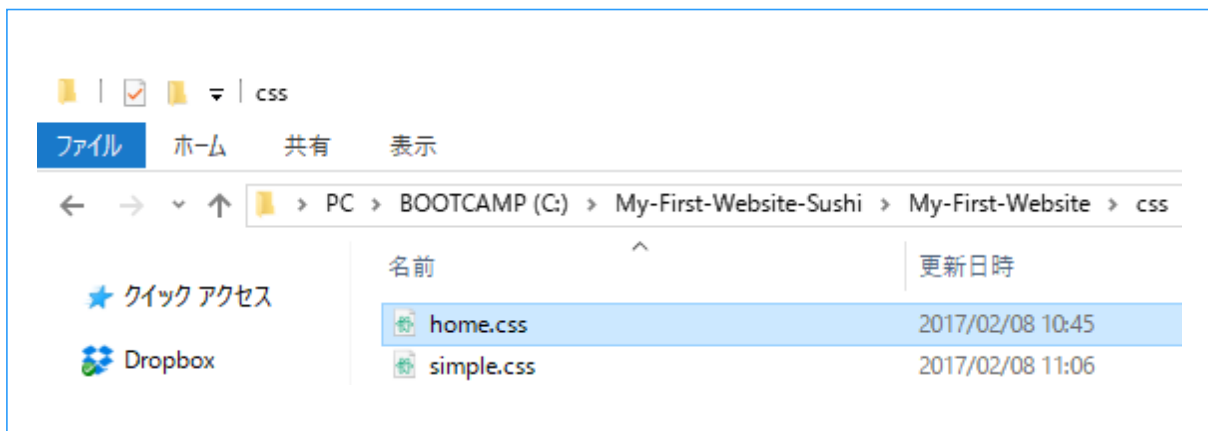 css
ファイル ホーム 共有 表示
PC > BOOTCAMP (C:) > My-First-Website-Sushi > My-First-Website > css
名前 更新日時
クイック アクセス
home.css 2017/02/08 10:45
Dropbox
simple.css 2017/02/08 11:06